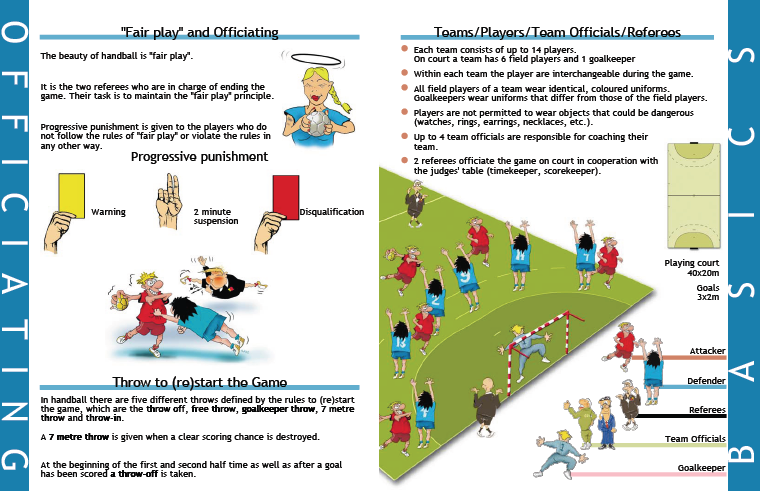 OFFICIATING
"Fair play" and Officiating
The beauty of handball is "fair play".
It is the two referees who are in charge of ending the
game. Their task is to maintain the "fair play" principle.
Progressive punishment is given to the players who do
not follow the rules of "fair play" or violate the rules in
any other way.
Progressive punishment
Warning
2 minute
suspension
Disqualification
Throw to (re)start the Game
In handball there are five different throws defined by the rules to (re)start
the game, which are the throw off, free throw, goalkeeper throw, 7 metre
throw and throw-in.
A 7 metre throw is given when a clear scoring chance is destroyed.
At the beginning of the first and second half time as well as after a goal
has been scored a throw-off is taken.
Teams/Players/Team Officials/Referees
Each team consists of up to 14 players.
On court a team has 6 field players and 1 goalkeeper
Within each team the player are interchangeable during the game.
All field players of a team wear identical, coloured uniforms.
Goalkeepers wear uniforms that differ from those of the field players.
Players are not permitted to wear objects that could be dangerous
(watches, rings, earrings, necklaces, etc.).
Up to 4 team officials are responsible for coaching their
team.
2 referees officiate the game on court in cooperation with
the judges' table (timekeeper, scorekeeper).
Playing court
40x20m
Goals
3x2m
Attacker
Defender
Referees
Team Officials
Goalkeeper
BASICS